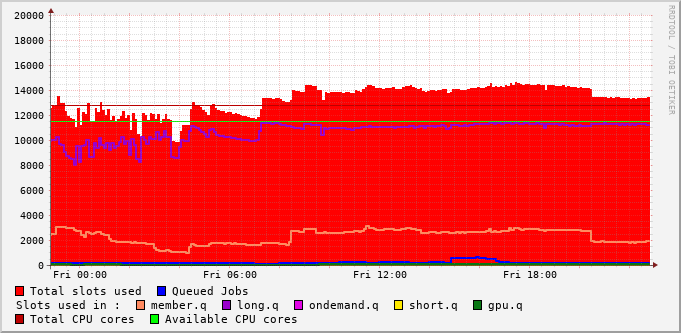 20000
18000
16000
14000
12000
10000
8000
6000
4000
2000
0
Fri 00:00 Fri 06:00 Fri 12:00 Fri 18:00
RRDTOOL / TOBI OETIKER
Total slots used Queued Jobs
Slots used in : member.q long.q ondemand.q short.q gpu.q
Total CPU cores Available CPU cores